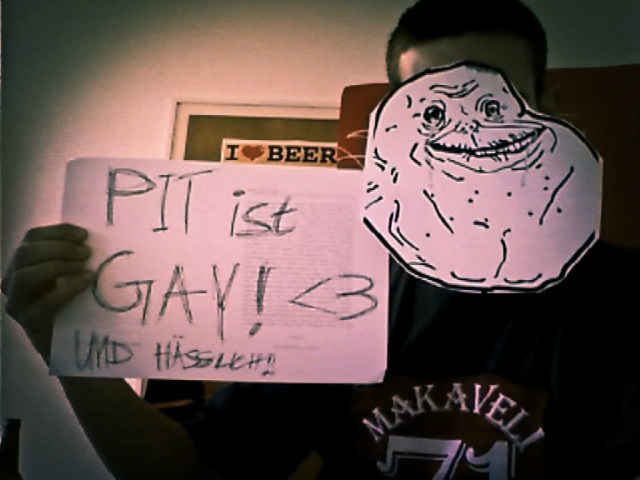 I ❤ BEER
PIT ist
GAY! <3
UND HÄSSLICH!!
MAKAVELI
71